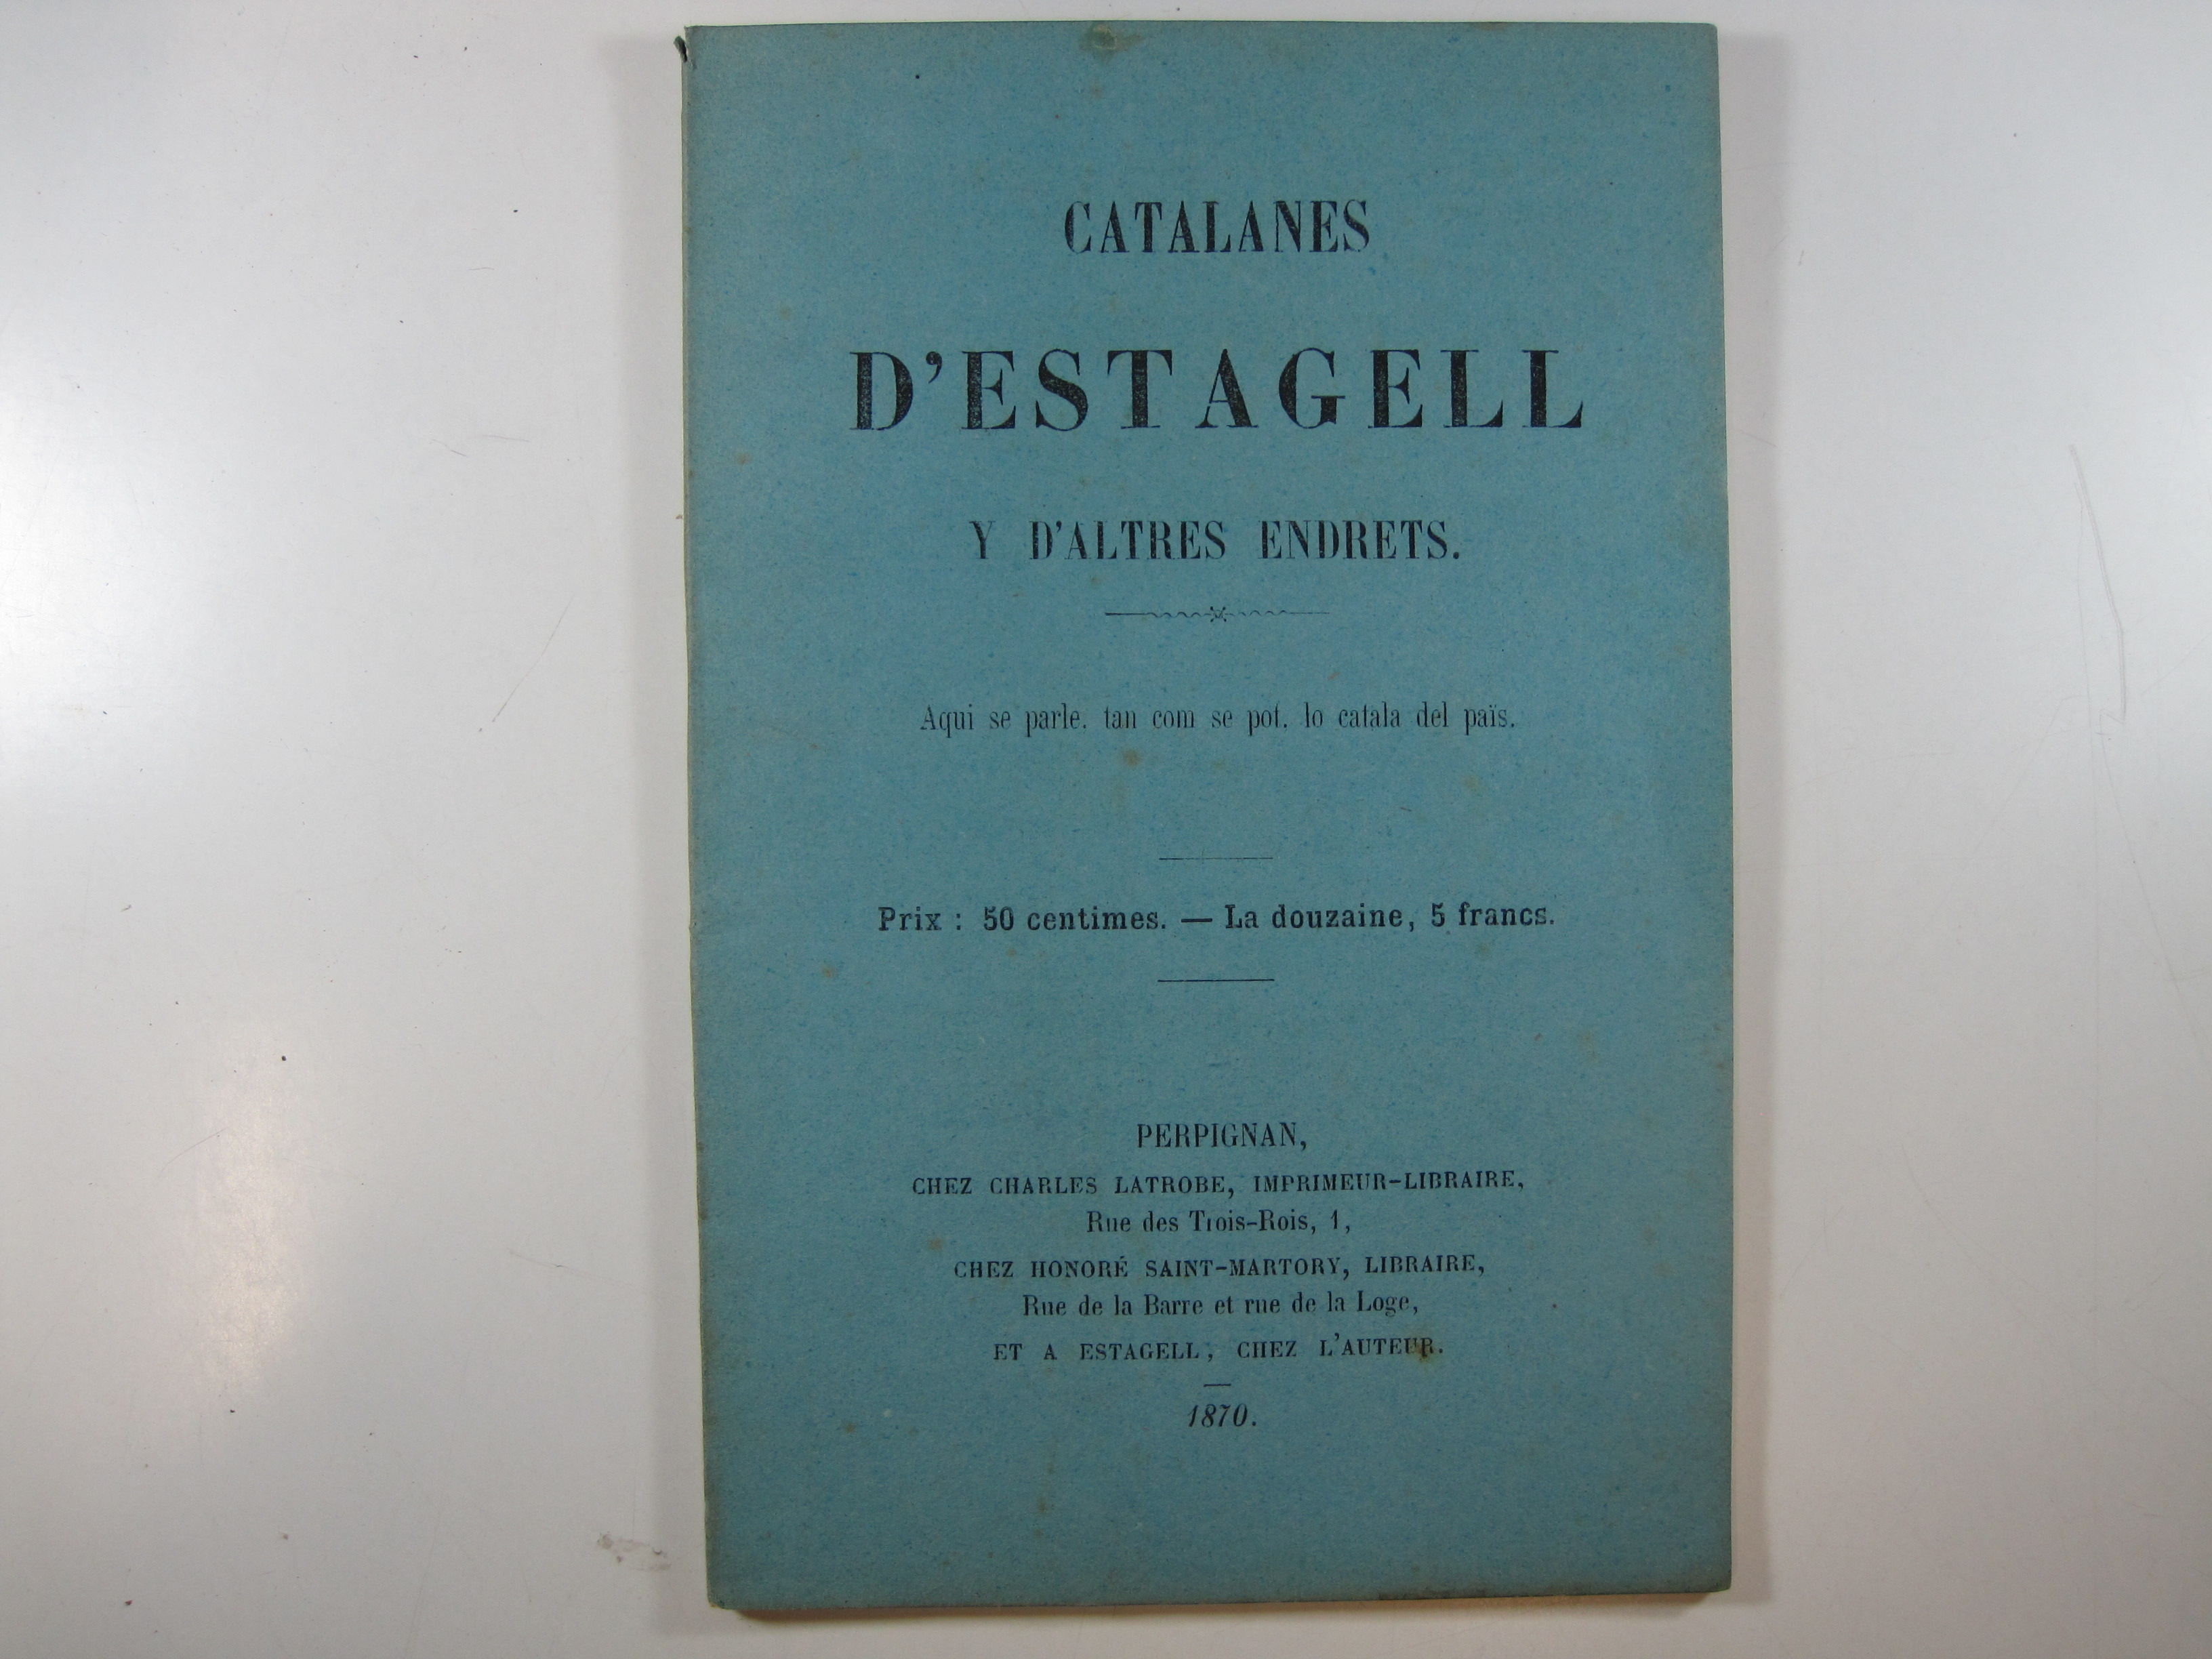 CATALANES
D'ESTAGELL
Y D'ALTRES ENDRETS.
Aqui se parle, tan com se pot, lo catala del païs.
Prix : 50 centimes. — La douzaine, 5 francs.
PERPIGNAN,
CHEZ CHARLES LATROBE, IMPRIMEUR-LIBRAIRE,
Rue des Trois-Rois, 1,
CHEZ HONORÉ SAINT-MARTORY, LIBRAIRE,
Rue de la Barre et rue de la Loge,
ET A ESTAGELL, CHEZ L'AUTEUR.
1870.